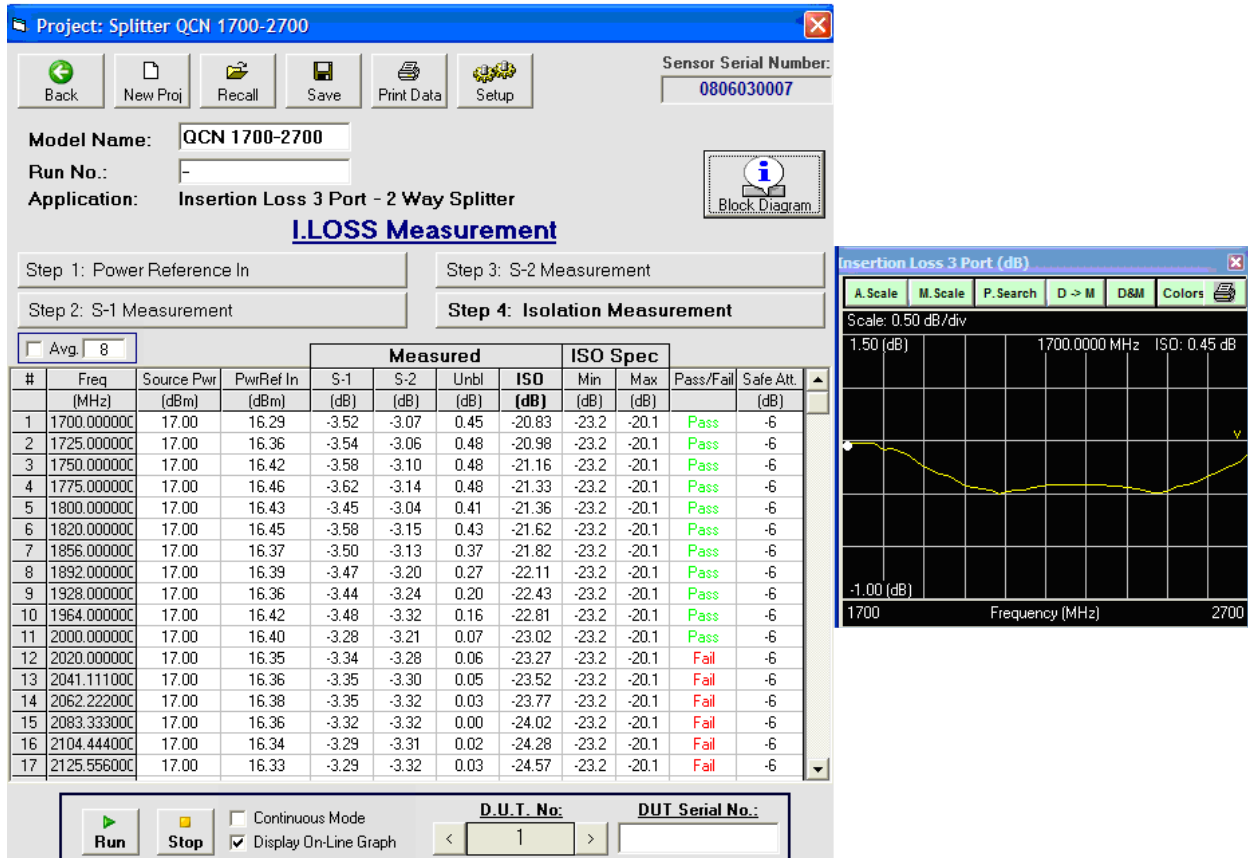 Project: Splitter QCN 1700-2700
Back New Proj Recall Save Print Data Setup
Sensor Serial Number:
0806030007
Model Name: QCN 1700-2700
Run No.: -
Application: Insertion Loss 3 Port - 2 Way Splitter
Block Diagram
I.LOSS Measurement
Step 1: Power Reference In
Step 3: S-2 Measurement
Step 2: S-1 Measurement
Step 4: Isolation Measurement
Avg. 8
Measured ISO Spec
# Freq Source Pwr PwrRef In S-1 S-2 Unbl ISO Min Max Pass/Fail Safe Att.
(MHz) (dBm) (dBm) (dB) (dB) (dB) (dB) (dB) (dB) (dB)
1 1700.000000 17.00 16.29 -3.52 -3.07 0.45 -20.83 -23.2 -20.1 Pass -6
2 1725.000000 17.00 16.36 -3.54 -3.06 0.48 -20.98 -23.2 -20.1 Pass -6
3 1750.000000 17.00 16.42 -3.58 -3.10 0.48 -21.16 -23.2 -20.1 Pass -6
4 1775.000000 17.00 16.46 -3.62 -3.14 0.48 -21.33 -23.2 -20.1 Pass -6
5 1800.000000 17.00 16.43 -3.45 -3.04 0.41 -21.36 -23.2 -20.1 Pass -6
6 1820.000000 17.00 16.45 -3.58 -3.15 0.43 -21.62 -23.2 -20.1 Pass -6
7 1856.000000 17.00 16.37 -3.50 -3.13 0.37 -21.82 -23.2 -20.1 Pass -6
8 1892.000000 17.00 16.39 -3.47 -3.20 0.27 -22.11 -23.2 -20.1 Pass -6
9 1928.000000 17.00 16.36 -3.44 -3.24 0.20 -22.43 -23.2 -20.1 Pass -6
10 1964.000000 17.00 16.42 -3.48 -3.32 0.16 -22.81 -23.2 -20.1 Pass -6
11 2000.000000 17.00 16.40 -3.28 -3.21 0.07 -23.02 -23.2 -20.1 Pass -6
12 2020.000000 17.00 16.35 -3.34 -3.28 0.06 -23.27 -23.2 -20.1 Fail -6
13 2041.111000 17.00 16.36 -3.35 -3.30 0.05 -23.52 -23.2 -20.1 Fail -6
14 2062.222000 17.00 16.38 -3.35 -3.32 0.03 -23.77 -23.2 -20.1 Fail -6
15 2083.333000 17.00 16.36 -3.32 -3.32 0.00 -24.02 -23.2 -20.1 Fail -6
16 2104.444000 17.00 16.34 -3.29 -3.31 0.02 -24.28 -23.2 -20.1 Fail -6
17 2125.556000 17.00 16.33 -3.29 -3.32 0.03 -24.57 -23.2 -20.1 Fail -6
Run Stop
Continuous Mode
Display On-Line Graph
D.U.T. No:
< 1 >
DUT Serial No.:
Insertion Loss 3 Port (dB)
A.Scale M.Scale P.Search D -> M D&M Colors
Scale: 0.50 dB/div
1.50 (dB) 1700.0000 MHz ISO: 0.45 dB
v
-1.00 (dB)
1700 Frequency (MHz) 2700